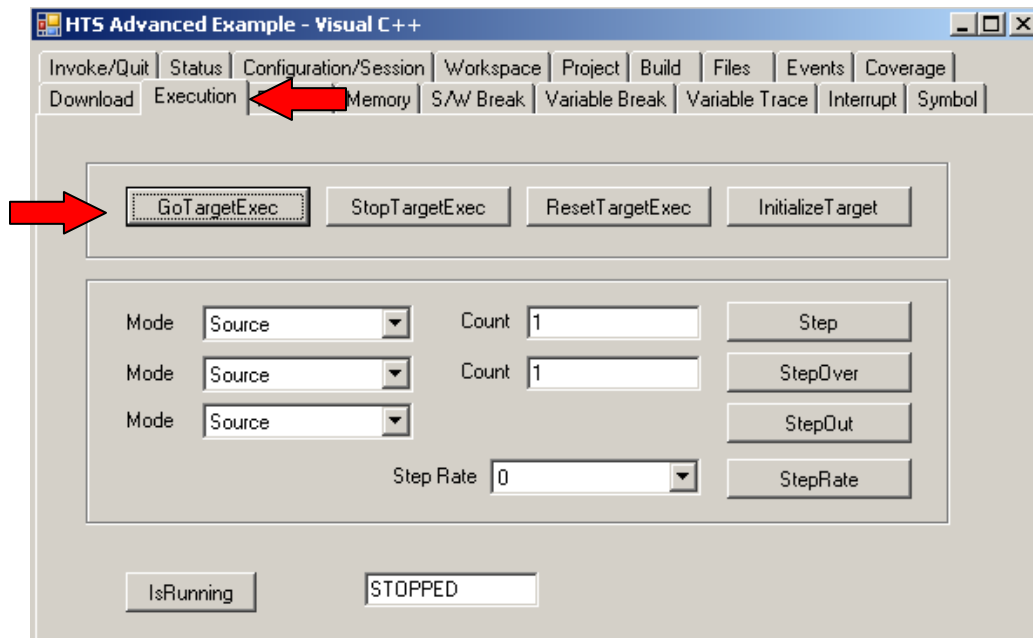 HTS Advanced Example - Visual C++
Invoke/Quit Status Configuration/Session Workspace Project Build Files Events Coverage
Download Execution Memory S/W Break Variable Break Variable Trace Interrupt Symbol
GoTargetExec StopTargetExec ResetTargetExec InitializeTarget
Mode Source Count 1 Step
Mode Source Count 1 StepOver
Mode Source StepOut
Step Rate 0 StepRate
IsRunning STOPPED